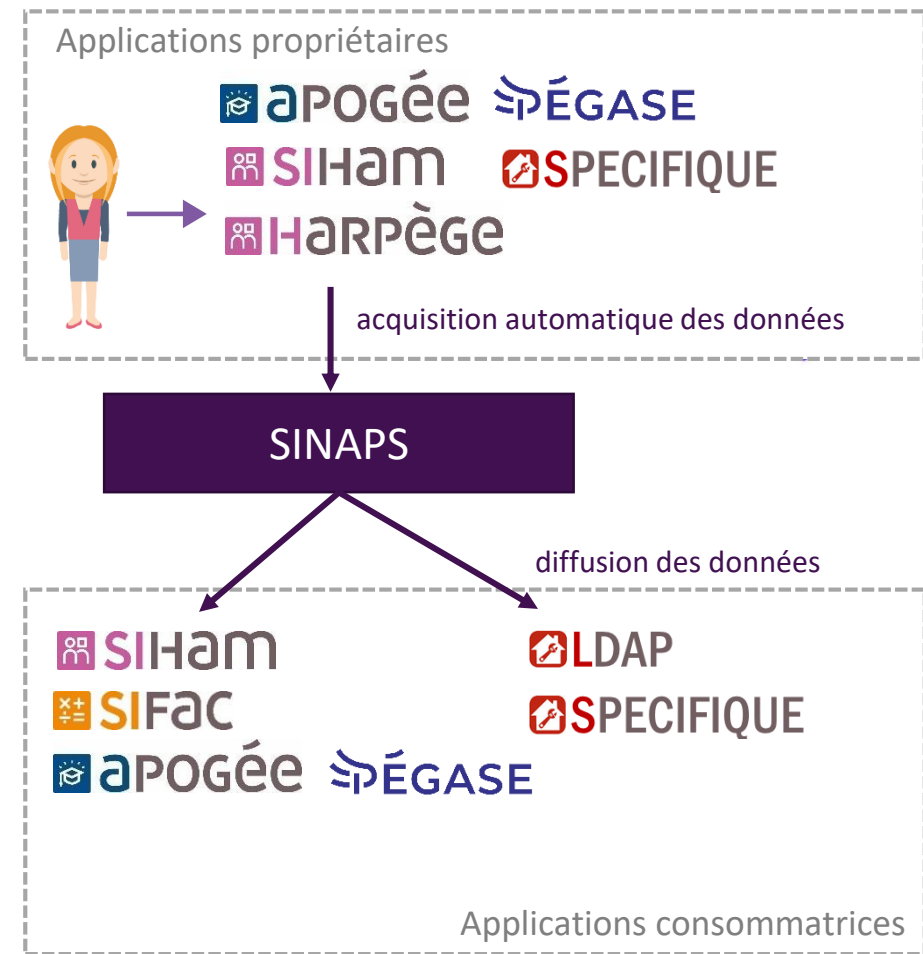 Applications propriétaires
aPOGée PÉGASE
SIHam SPECIFIQUE
HaRPèGe
acquisition automatique des données
SINAPS
diffusion des données
SIHam LDAP
SIFac SPECIFIQUE
aPOGée PÉGASE
Applications consommatrices